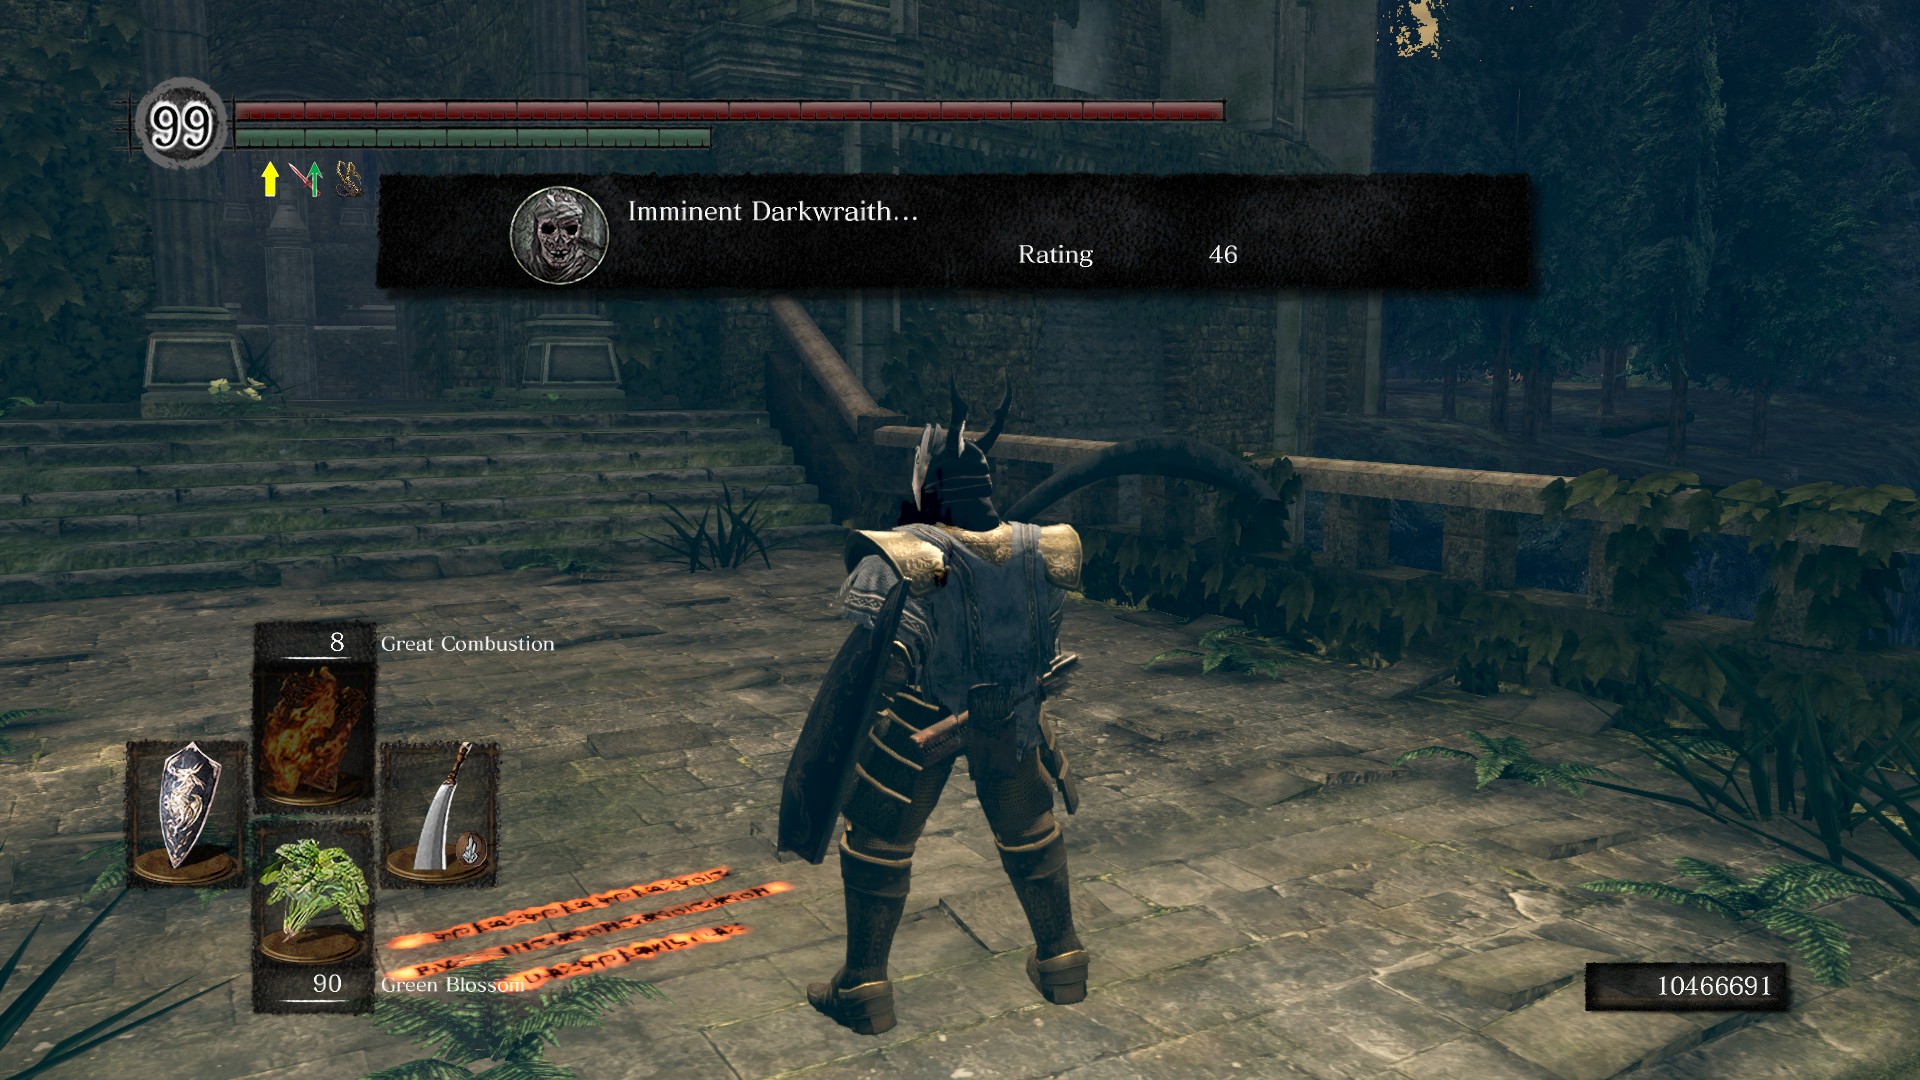 99
Imminent Darkwraith...
Rating 46
8 Great Combustion
90 Green Blossom
10466691